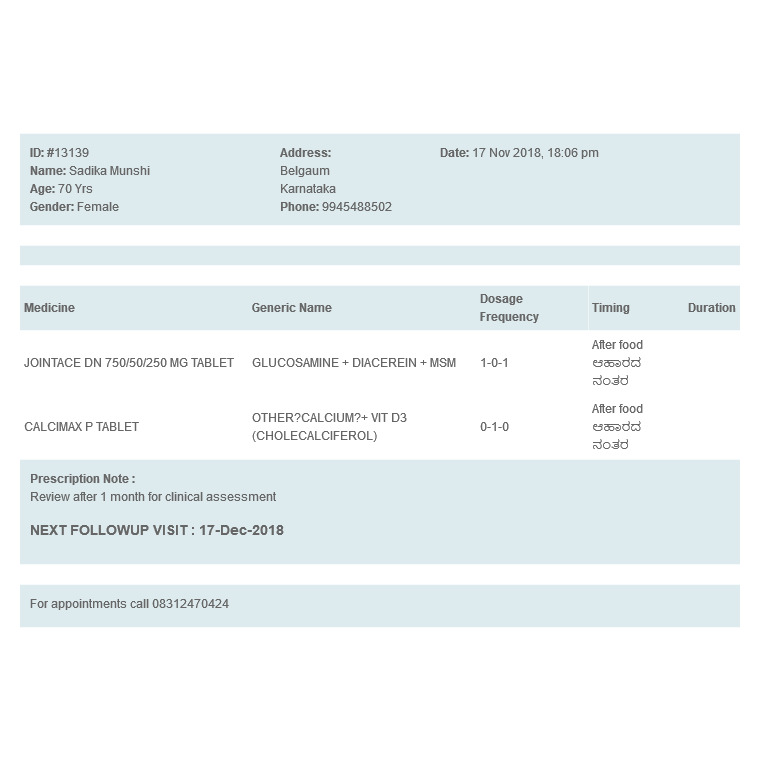 ID: #13139
Name: Sadika Munshi
Age: 70 Yrs
Gender: Female
Address:
Belgaum
Karnataka
Phone: 9945488502
Date: 17 Nov 2018, 18:06 pm
Medicine
Generic Name
Dosage
Frequency
Timing
Duration
JOINTACE DN 750/50/250 MG TABLET
GLUCOSAMINE + DIACEREIN + MSM
1-0-1
After food
ಆಹಾರದ
ನಂತರ
CALCIMAX P TABLET
OTHER?CALCIUM?+ VIT D3
(CHOLECALCIFEROL)
0-1-0
After food
ಆಹಾರದ
ನಂತರ
Prescription Note :
Review after 1 month for clinical assessment
NEXT FOLLOWUP VISIT : 17-Dec-2018
For appointments call 08312470424